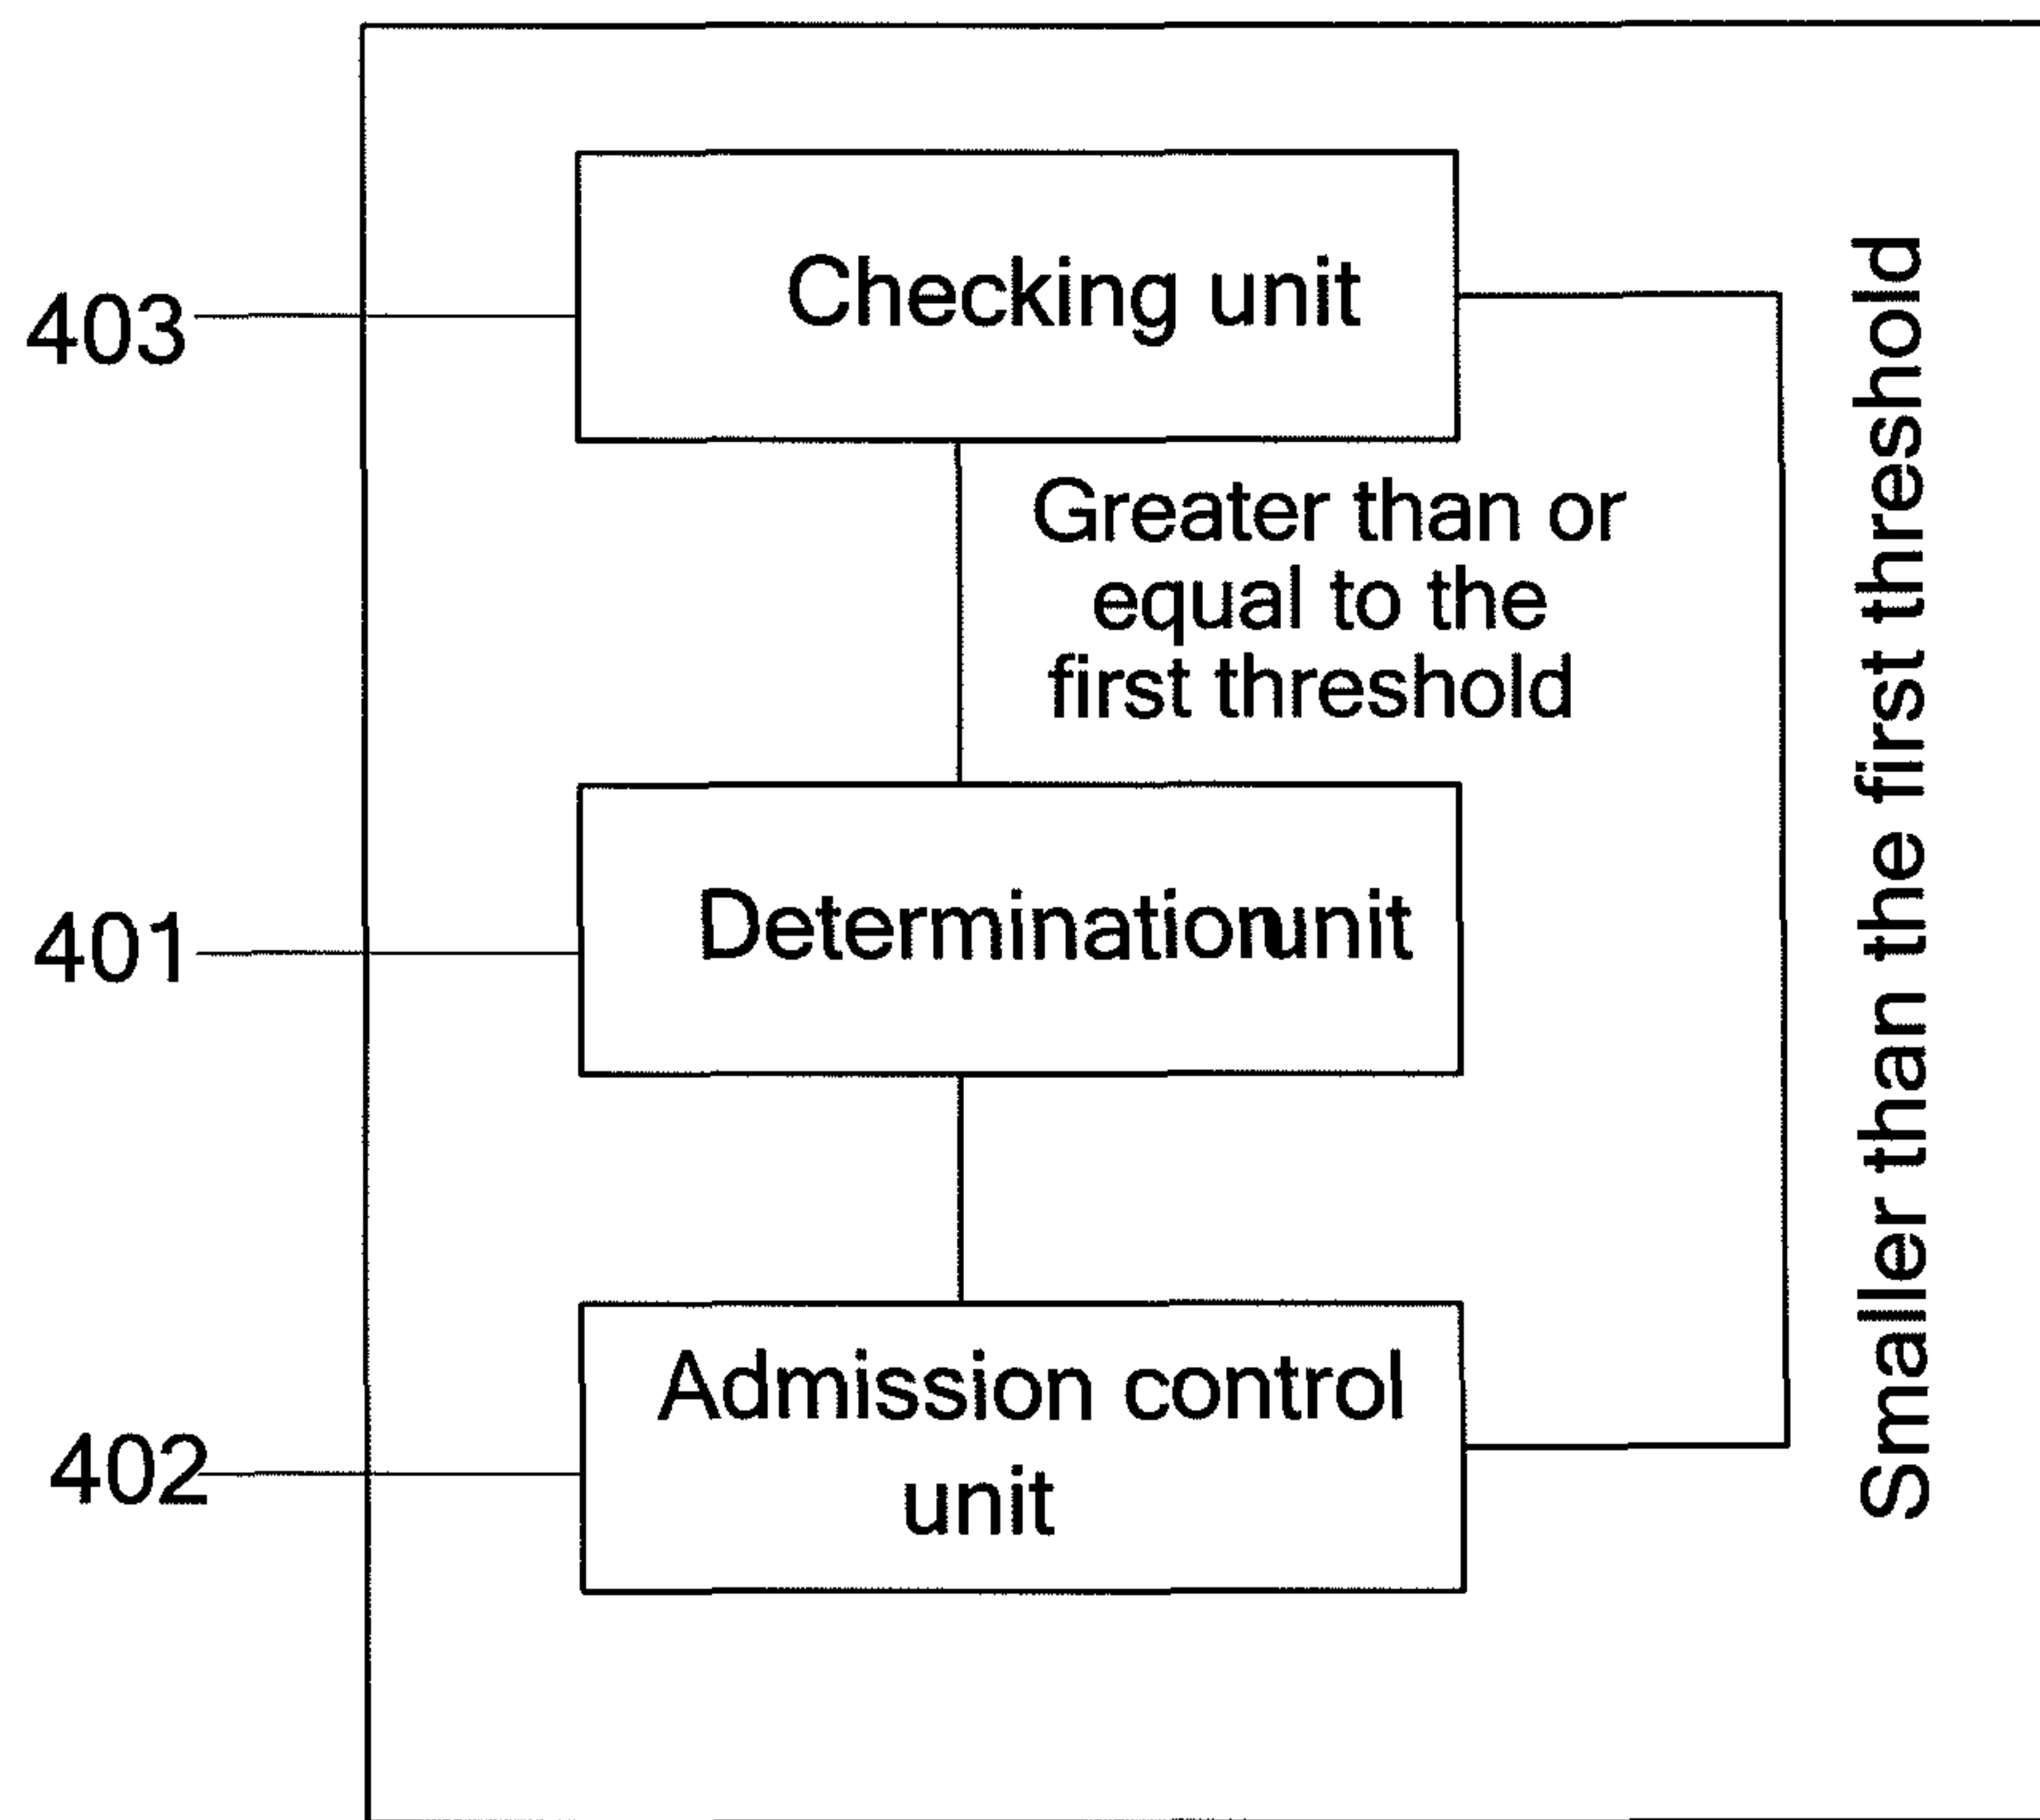 403
Checking unit
Greater than or
equal to the
first threshold
Smaller than the first threshold
401
Determinationunit
402
Admission control
unit